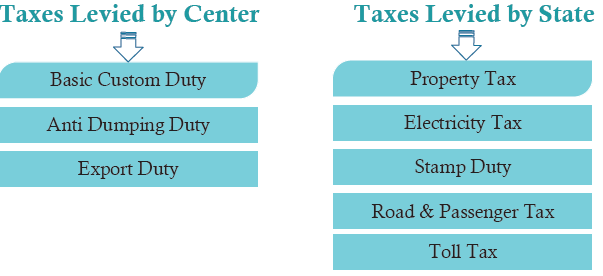 Taxes Levied by Center
Basic Custom Duty
Anti Dumping Duty
Export Duty
Taxes Levied by State
Property Tax
Electricity Tax
Stamp Duty
Road & Passenger Tax
Toll Tax